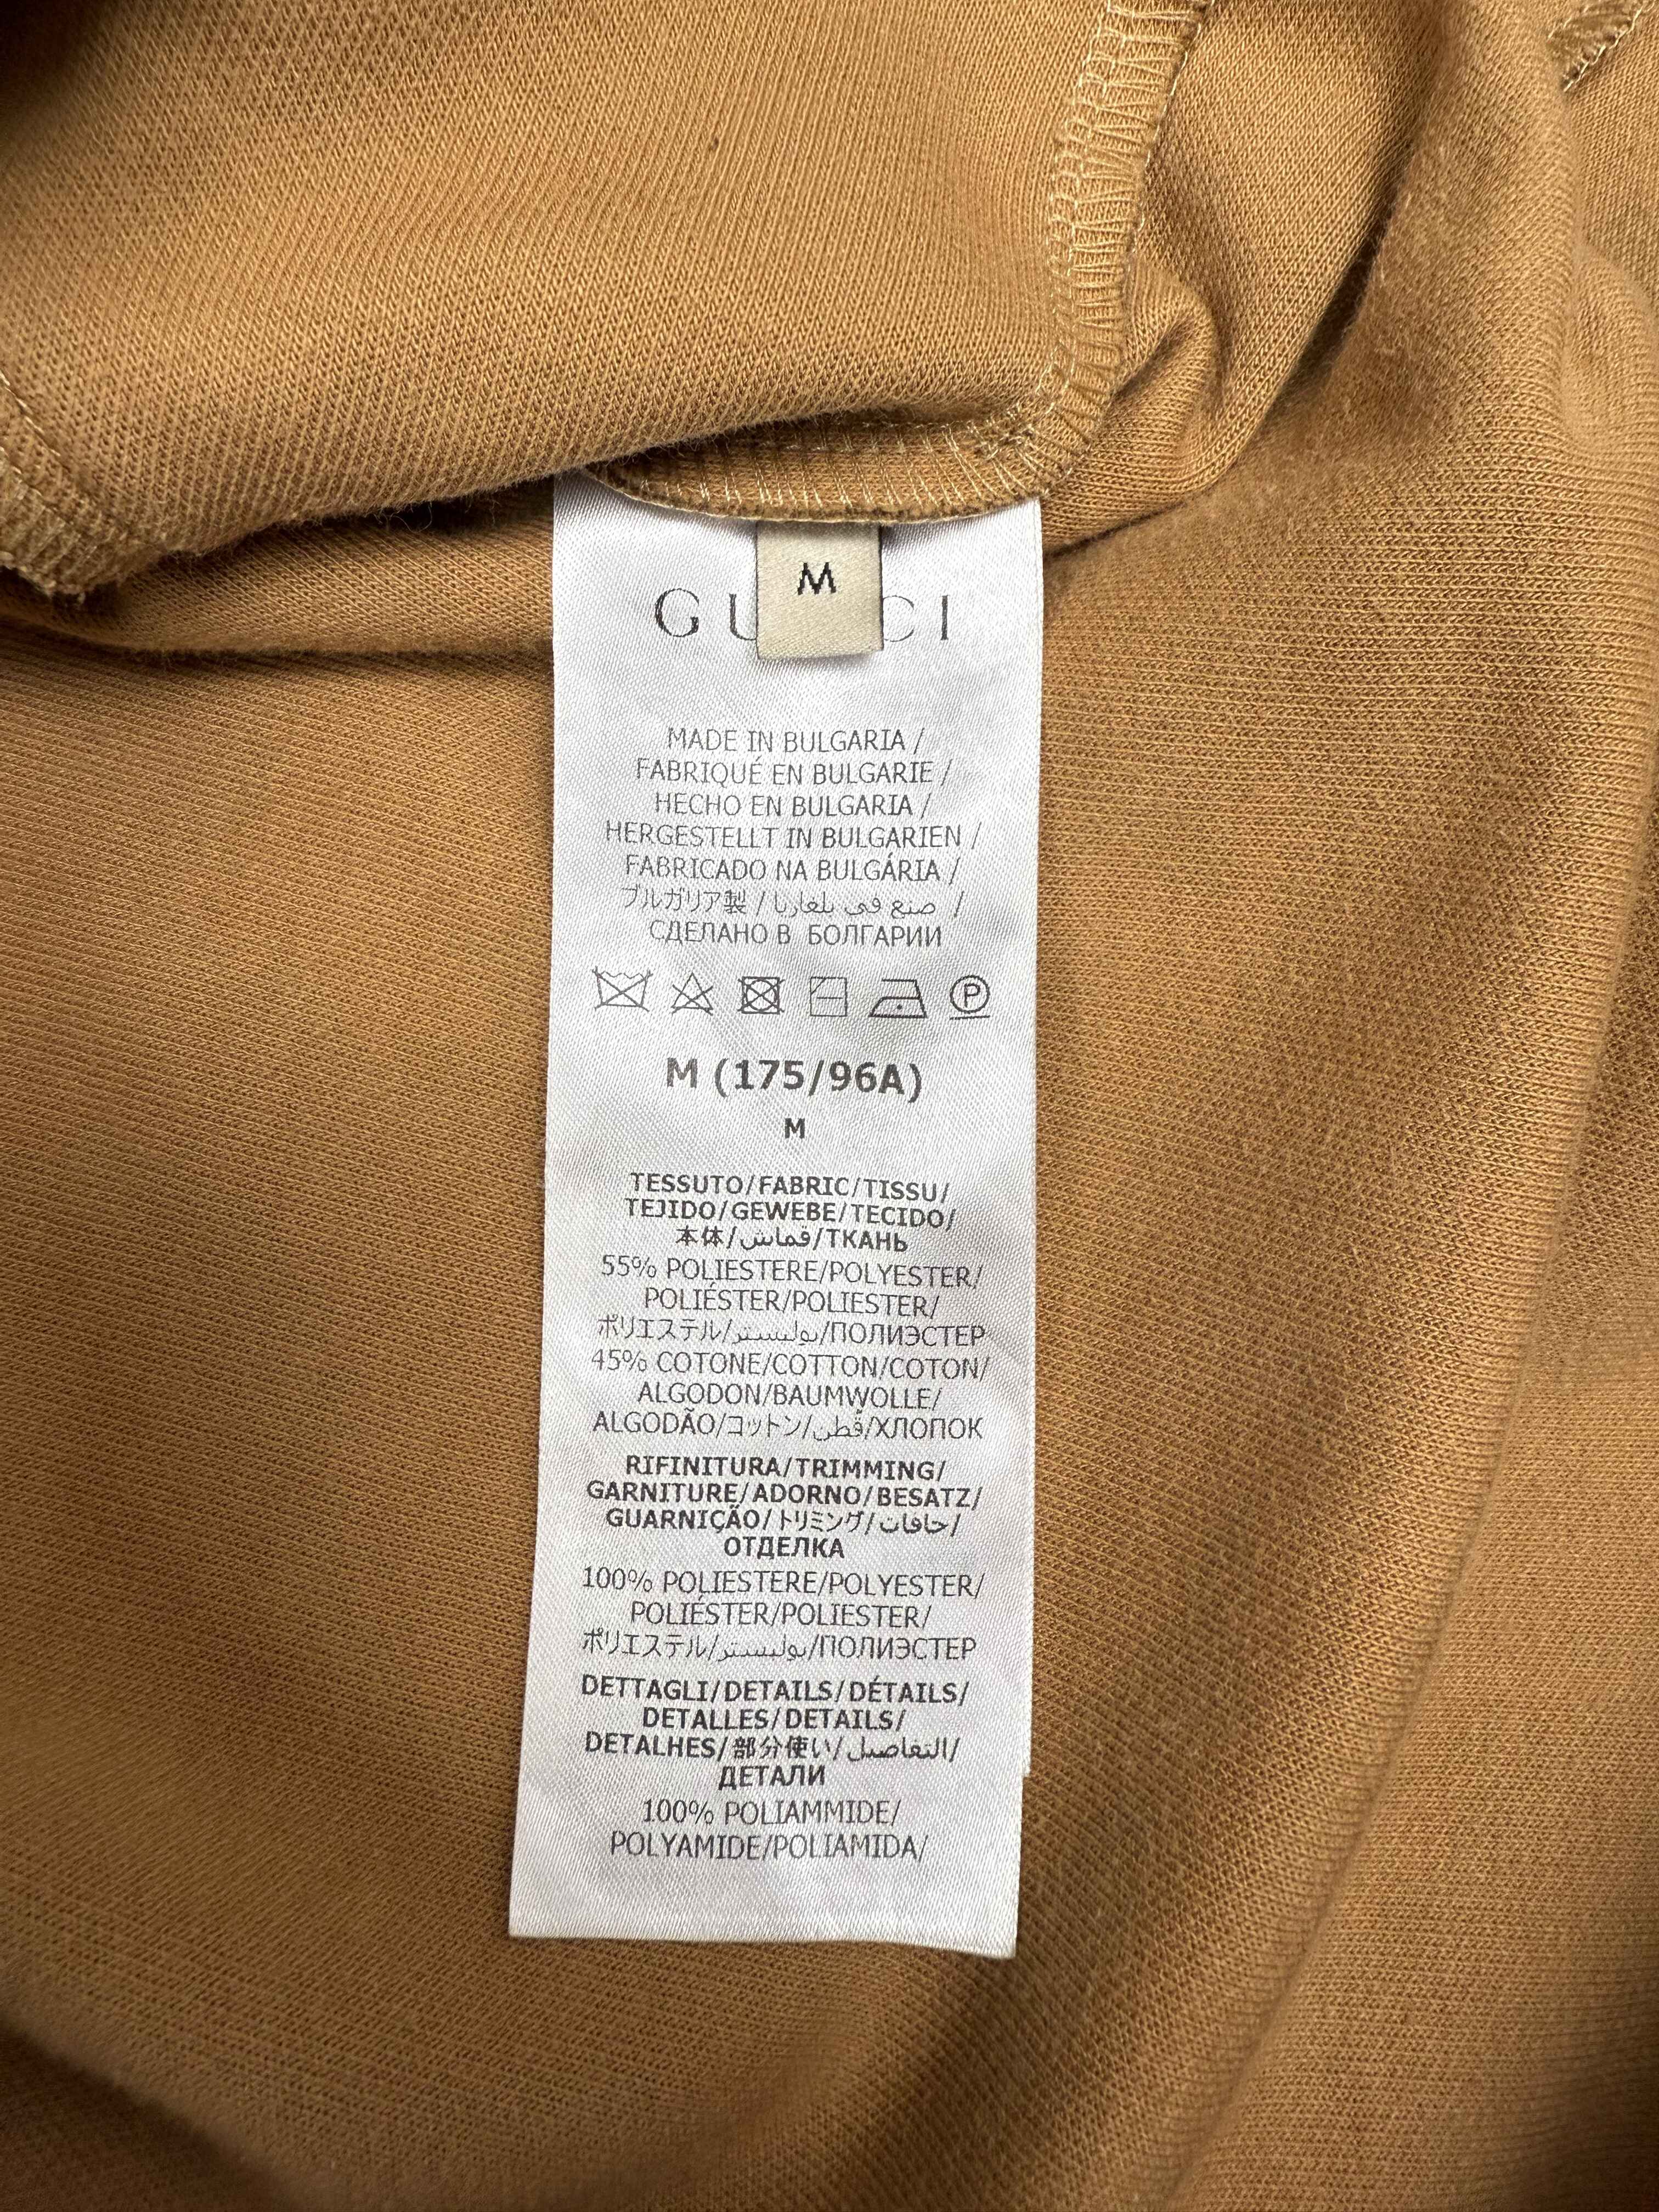 M
GUCCI
MADE IN BULGARIA /
FABRIQUÉ EN BULGARIE /
HECHO EN BULGARIA /
HERGESTELLT IN BULGARIEN /
FABRICADO NA BULGÁRIA /
ブルガリア製 / صنع في بلغاريا /
СДЕЛАНО В БОЛГАРИИ
P
M (175/96A)
M
TESSUTO/FABRIC/TISSU/
TEJIDO/GEWEBE/TECIDO/
本体/قماش/ТКАНЬ
55% POLIESTERE/POLYESTER/
POLIÉSTER/POLIESTER/
ポリエステル/بوليستر/ПОЛИЭСТЕР
45% COTONE/COTTON/COTON/
ALGODON/BAUMWOLLE/
ALGODÃO/コットン/قطن/ХЛОПОК
RIFINITURA/TRIMMING/
GARNITURE/ADORNO/BESATZ/
GUARNIÇÃO/トリミング/حافات/
ОТДЕЛКА
100% POLIESTERE/POLYESTER/
POLIÉSTER/POLIESTER/
ポリエステル/بوليستر/ПОЛИЭСТЕР
DETTAGLI/DETAILS/DÉTAILS/
DETALLES/DETAILS/
DETALHES/部分使い/التفاصيل/
ДЕТАЛИ
100% POLIAMMIDE/
POLYAMIDE/POLIAMIDA/